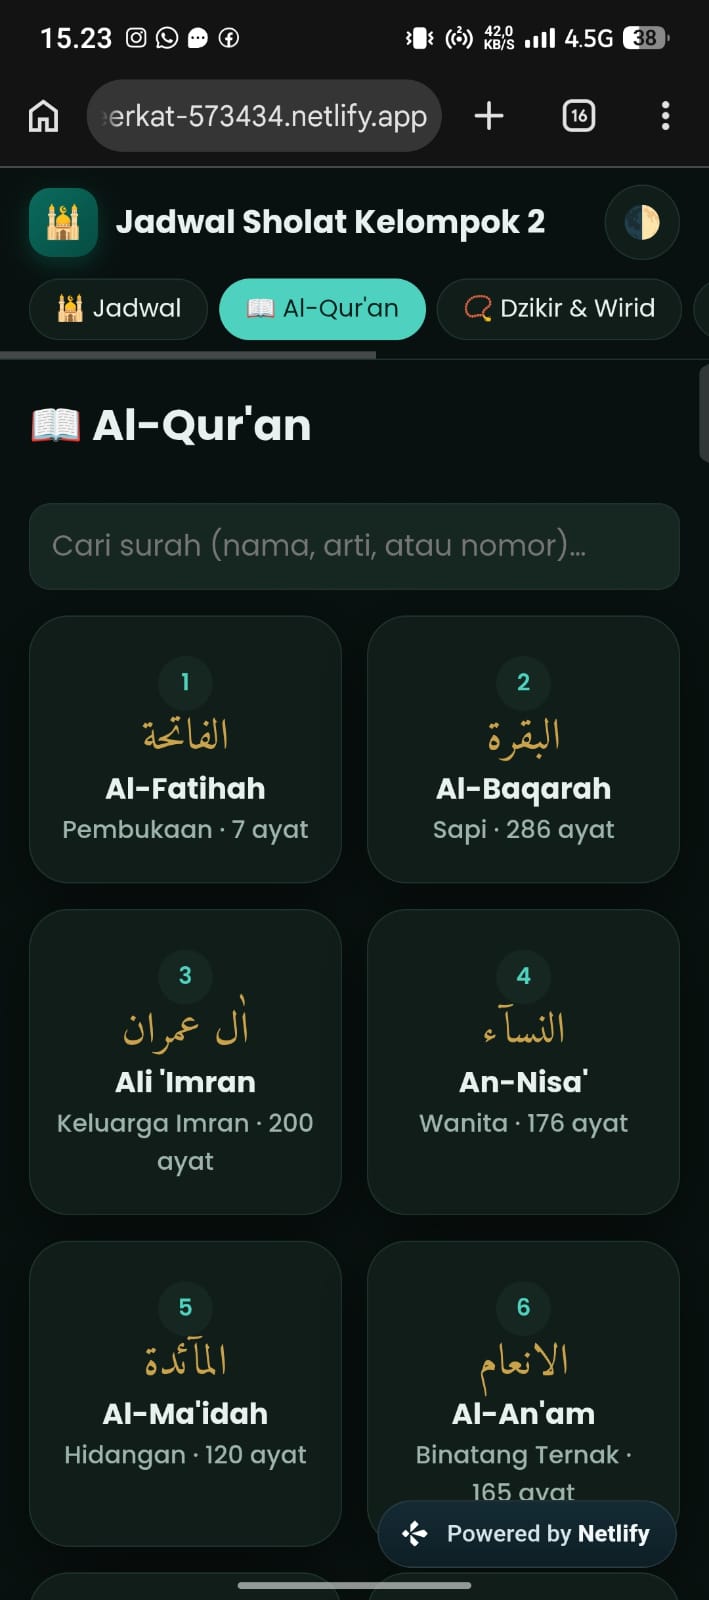 15.23
42,0
KB/S
4.5G
38
erkat-573434.netlify.app
16
Jadwal Sholat Kelompok 2
Jadwal
Al-Qur'an
Dzikir & Wirid
Al-Qur'an
Cari surah (nama, arti, atau nomor)...
1
الفاتحة
Al-Fatihah
Pembukaan · 7 ayat
2
البقرة
Al-Baqarah
Sapi · 286 ayat
3
اٰل عمران
Ali 'Imran
Keluarga Imran · 200
ayat
4
النساۤء
An-Nisa'
Wanita · 176 ayat
5
الماۤئدة
Al-Ma'idah
Hidangan · 120 ayat
6
الانعام
Al-An'am
Binatang Ternak ·
165 ayat
Powered by Netlify